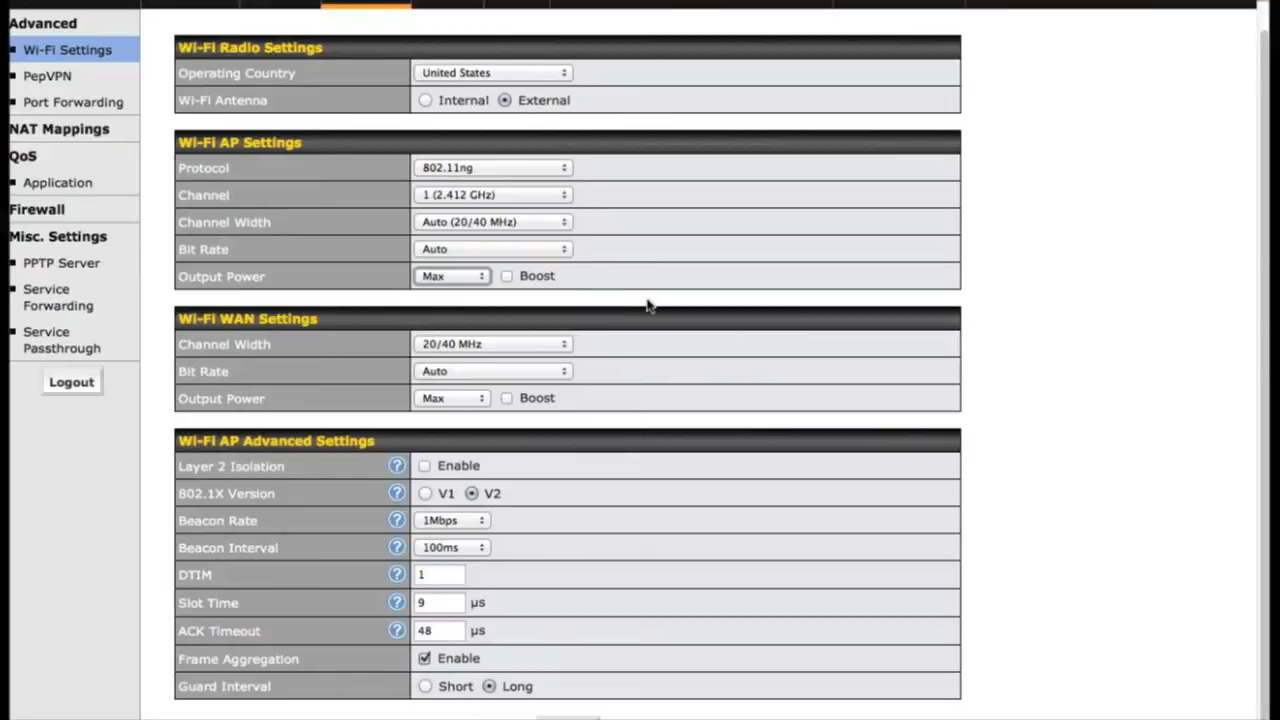 Advanced
Wi-Fi Settings
PepVPN
Port Forwarding
NAT Mappings
QoS
Application
Firewall
Misc. Settings
PPTP Server
Service
Forwarding
Service
Passthrough
Logout
Wi-Fi Radio Settings
Operating Country United States
Wi-Fi Antenna Internal External
Wi-Fi AP Settings
Protocol 802.11ng
Channel 1 (2.412 GHz)
Channel Width Auto (20/40 MHz)
Bit Rate Auto
Output Power Max Boost
Wi-Fi WAN Settings
Channel Width 20/40 MHz
Bit Rate Auto
Output Power Max Boost
Wi-Fi AP Advanced Settings
Layer 2 Isolation ? Enable
802.1X Version ? V1 V2
Beacon Rate ? 1Mbps
Beacon Interval ? 100ms
DTIM ? 1
Slot Time ? 9 µs
ACK Timeout ? 48 µs
Frame Aggregation Enable
Guard Interval Short Long